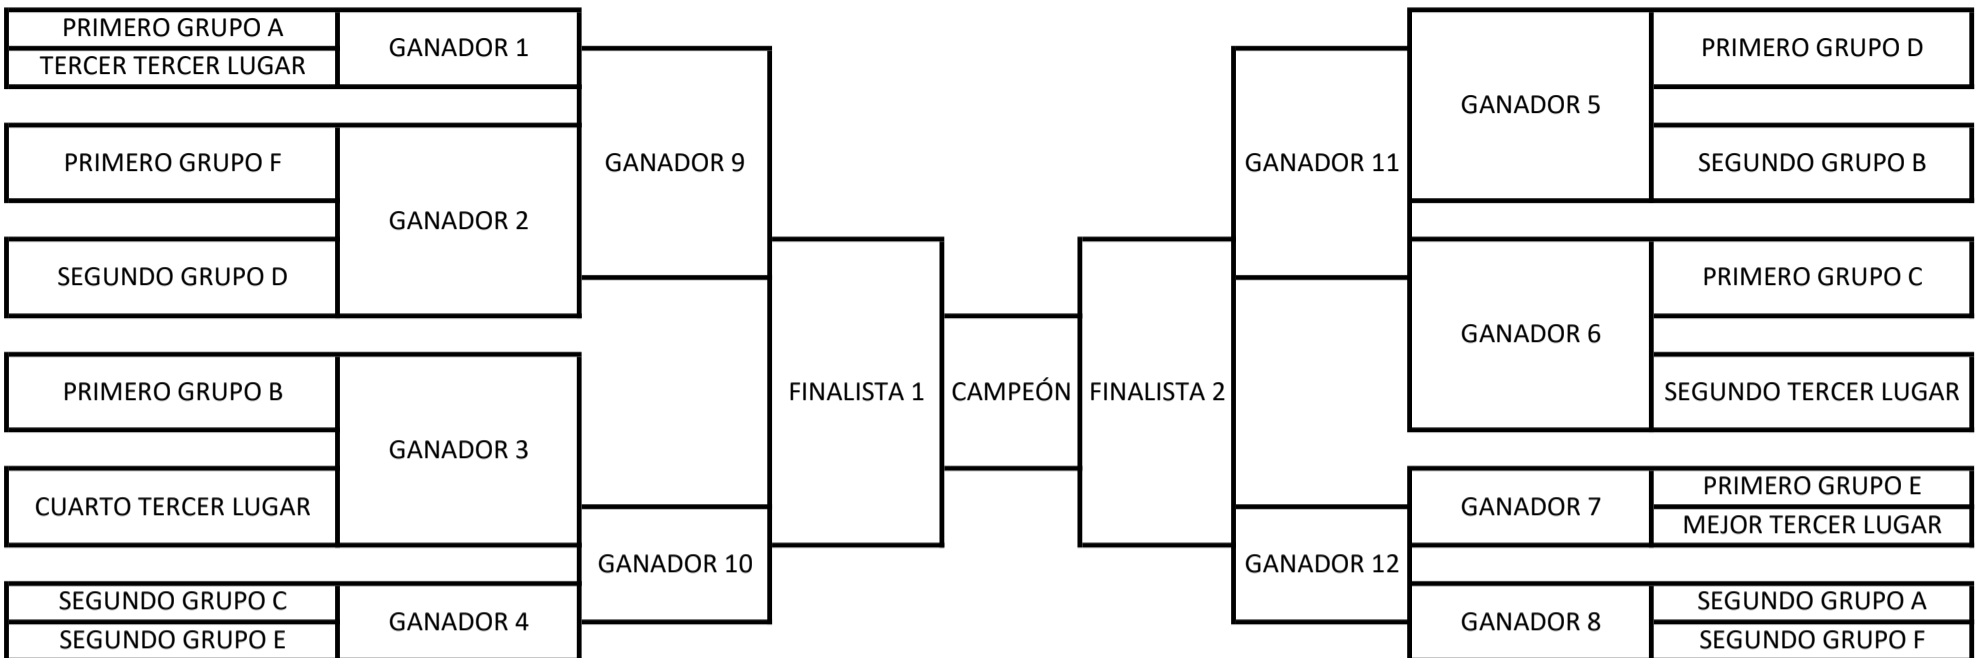 PRIMERO GRUPO A
TERCER TERCER LUGAR
GANADOR 1
PRIMERO GRUPO F
SEGUNDO GRUPO D
GANADOR 2
PRIMERO GRUPO B
CUARTO TERCER LUGAR
GANADOR 3
SEGUNDO GRUPO C
SEGUNDO GRUPO E
GANADOR 4
GANADOR 9
GANADOR 10
FINALISTA 1
CAMPEÓN
FINALISTA 2
GANADOR 11
GANADOR 12
GANADOR 5
PRIMERO GRUPO D
SEGUNDO GRUPO B
GANADOR 6
PRIMERO GRUPO C
SEGUNDO TERCER LUGAR
GANADOR 7
PRIMERO GRUPO E
MEJOR TERCER LUGAR
GANADOR 8
SEGUNDO GRUPO A
SEGUNDO GRUPO F